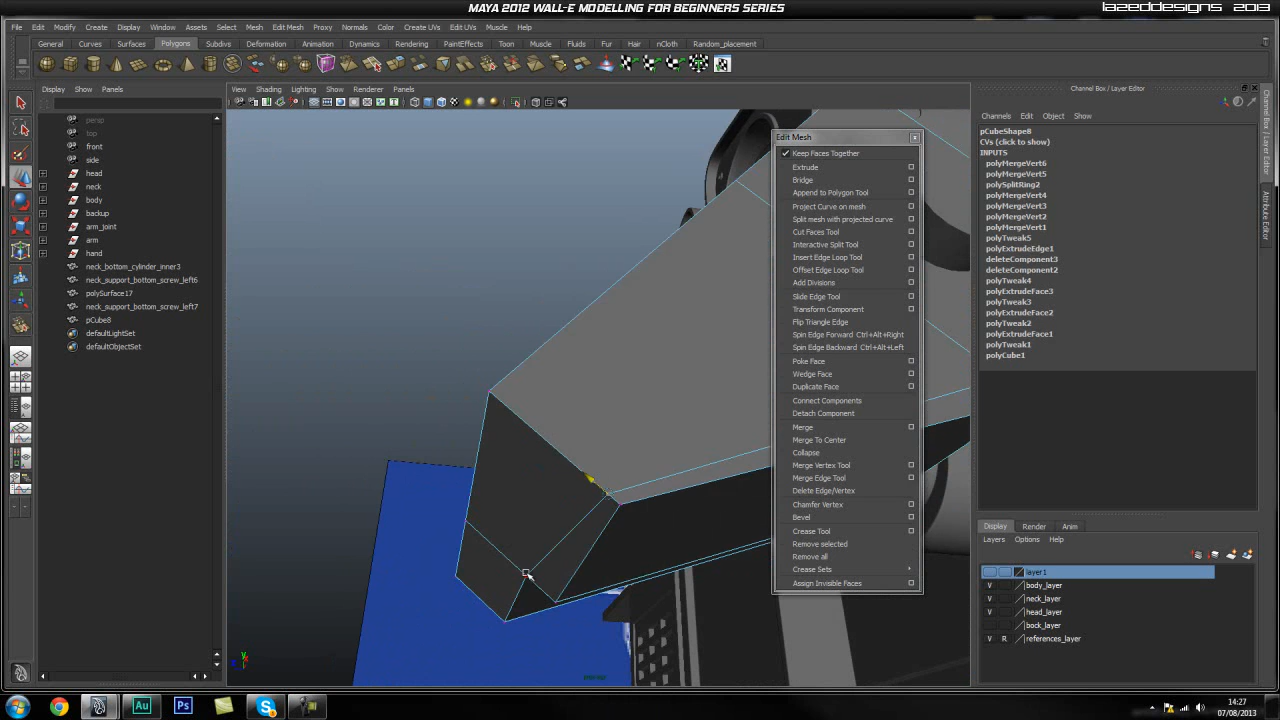 MAYA 2012 WALL-E MODELLING FOR BEGINNERS SERIES
LAZEDDESIGNS 2013
File Edit Modify Create Display Window Assets Select Mesh Edit Mesh Proxy Normals Color Create UVs Edit UVs Muscle Help
General Curves Surfaces Polygons Subdivs Deformation Animation Dynamics Rendering PaintEffects Toon Muscle Fluids Fur Hair nCloth Random_placement
Display Show Panels
persp
top
front
side
head
neck
body
backup
arm_joint
arm
hand
neck_bottom_cylinder_inner3
neck_support_bottom_screw_left6
polySurface17
neck_support_bottom_screw_left7
pCube8
defaultLightSet
defaultObjectSet
View Shading Lighting Show Renderer Panels
persp
Edit Mesh
Keep Faces Together
Extrude
Bridge
Append to Polygon Tool
Project Curve on mesh
Split mesh with projected curve
Cut Faces Tool
Interactive Split Tool
Insert Edge Loop Tool
Offset Edge Loop Tool
Add Divisions
Slide Edge Tool
Transform Component
Flip Triangle Edge
Spin Edge Forward Ctrl+Alt+Right
Spin Edge Backward Ctrl+Alt+Left
Poke Face
Wedge Face
Duplicate Face
Connect Components
Detach Component
Merge
Merge To Center
Collapse
Merge Vertex Tool
Merge Edge Tool
Delete Edge/Vertex
Chamfer Vertex
Bevel
Crease Tool
Remove selected
Remove all
Crease Sets
Assign Invisible Faces
Channel Box / Layer Editor
Channels Edit Object Show
pCubeShape8
CVs (click to show)
INPUTS
polyMergeVert6
polyMergeVert5
polySplitRing2
polyMergeVert4
polyMergeVert3
polyMergeVert2
polyMergeVert1
polyTweak5
polyExtrudeEdge1
deleteComponent3
deleteComponent2
polyTweak4
polyExtrudeFace3
polyTweak3
polyExtrudeFace2
polyTweak2
polyExtrudeFace1
polyTweak1
polyCube1
Display Render Anim
Layers Options Help
layer1
V body_layer
V neck_layer
V head_layer
bock_layer
V R references_layer
Channel Box / Layer Editor
Attribute Editor
Au
Ps
14:27
07/08/2013